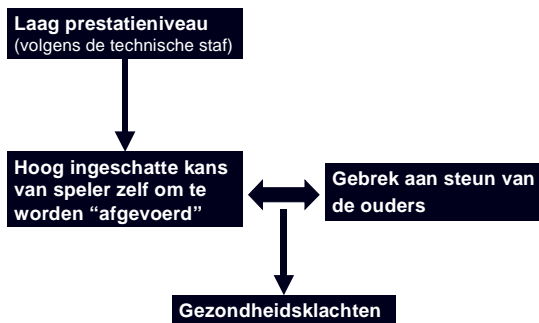 Laag prestatieniveau
(volgens de technische staf)
Hoog ingeschatte kans
van speler zelf om te
worden “afgevoerd”
Gebrek aan steun van
de ouders
Gezondheidsklachten